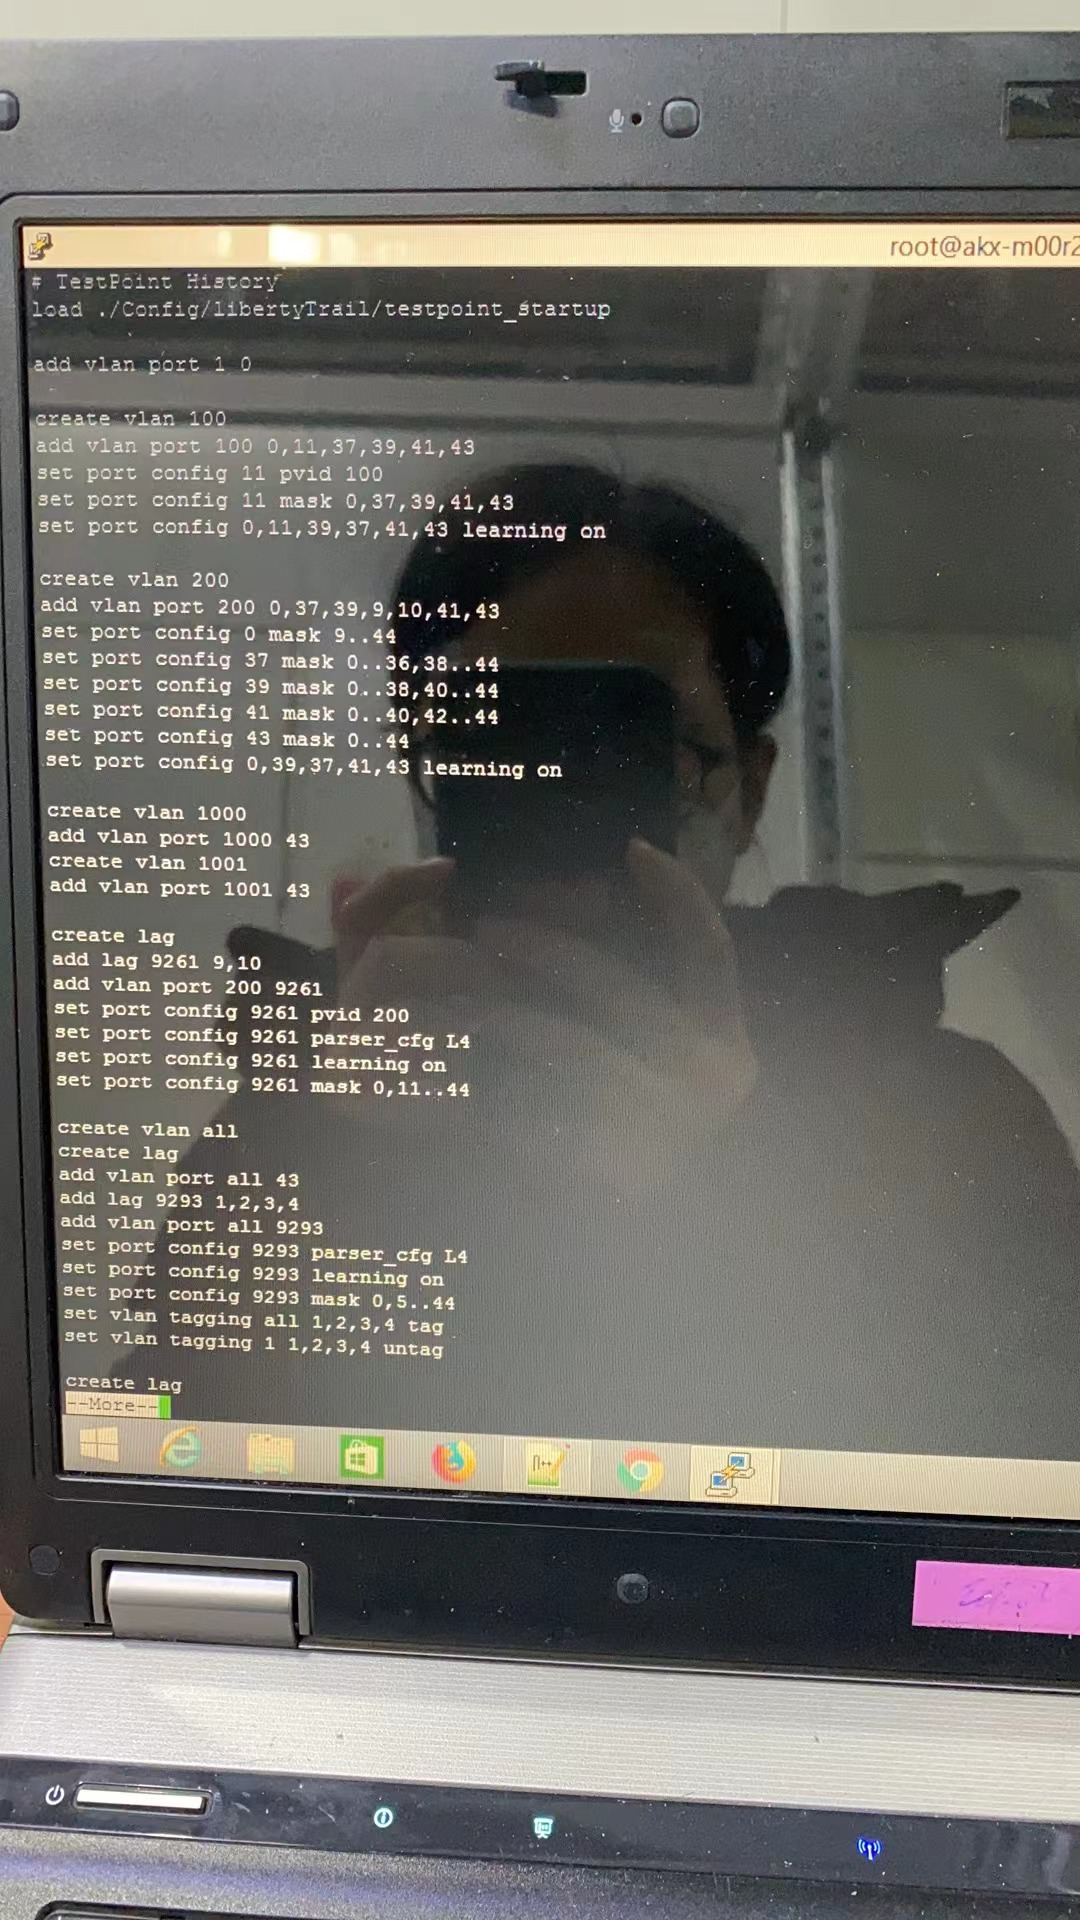 root@akx-m00r2
# TestPoint History
load ./Config/libertyTrail/testpoint_startup
add vlan port 1 0
create vlan 100
add vlan port 100 0,11,37,39,41,43
set port config 11 pvid 100
set port config 11 mask 0,37,39,41,43
set port config 0,11,39,37,41,43 learning on
create vlan 200
add vlan port 200 0,37,39,9,10,41,43
set port config 0 mask 9..44
set port config 37 mask 0..36,38..44
set port config 39 mask 0..38,40..44
set port config 41 mask 0..40,42..44
set port config 43 mask 0..44
set port config 0,39,37,41,43 learning on
create vlan 1000
add vlan port 1000 43
create vlan 1001
add vlan port 1001 43
create lag
add lag 9261 9,10
add vlan port 200 9261
set port config 9261 pvid 200
set port config 9261 parser_cfg L4
set port config 9261 learning on
set port config 9261 mask 0,11..44
create vlan all
create lag
add vlan port all 43
add lag 9293 1,2,3,4
add vlan port all 9293
set port config 9293 parser_cfg L4
set port config 9293 learning on
set port config 9293 mask 0,5..44
set vlan tagging all 1,2,3,4 tag
set vlan tagging 1 1,2,3,4 untag
create lag
--More--